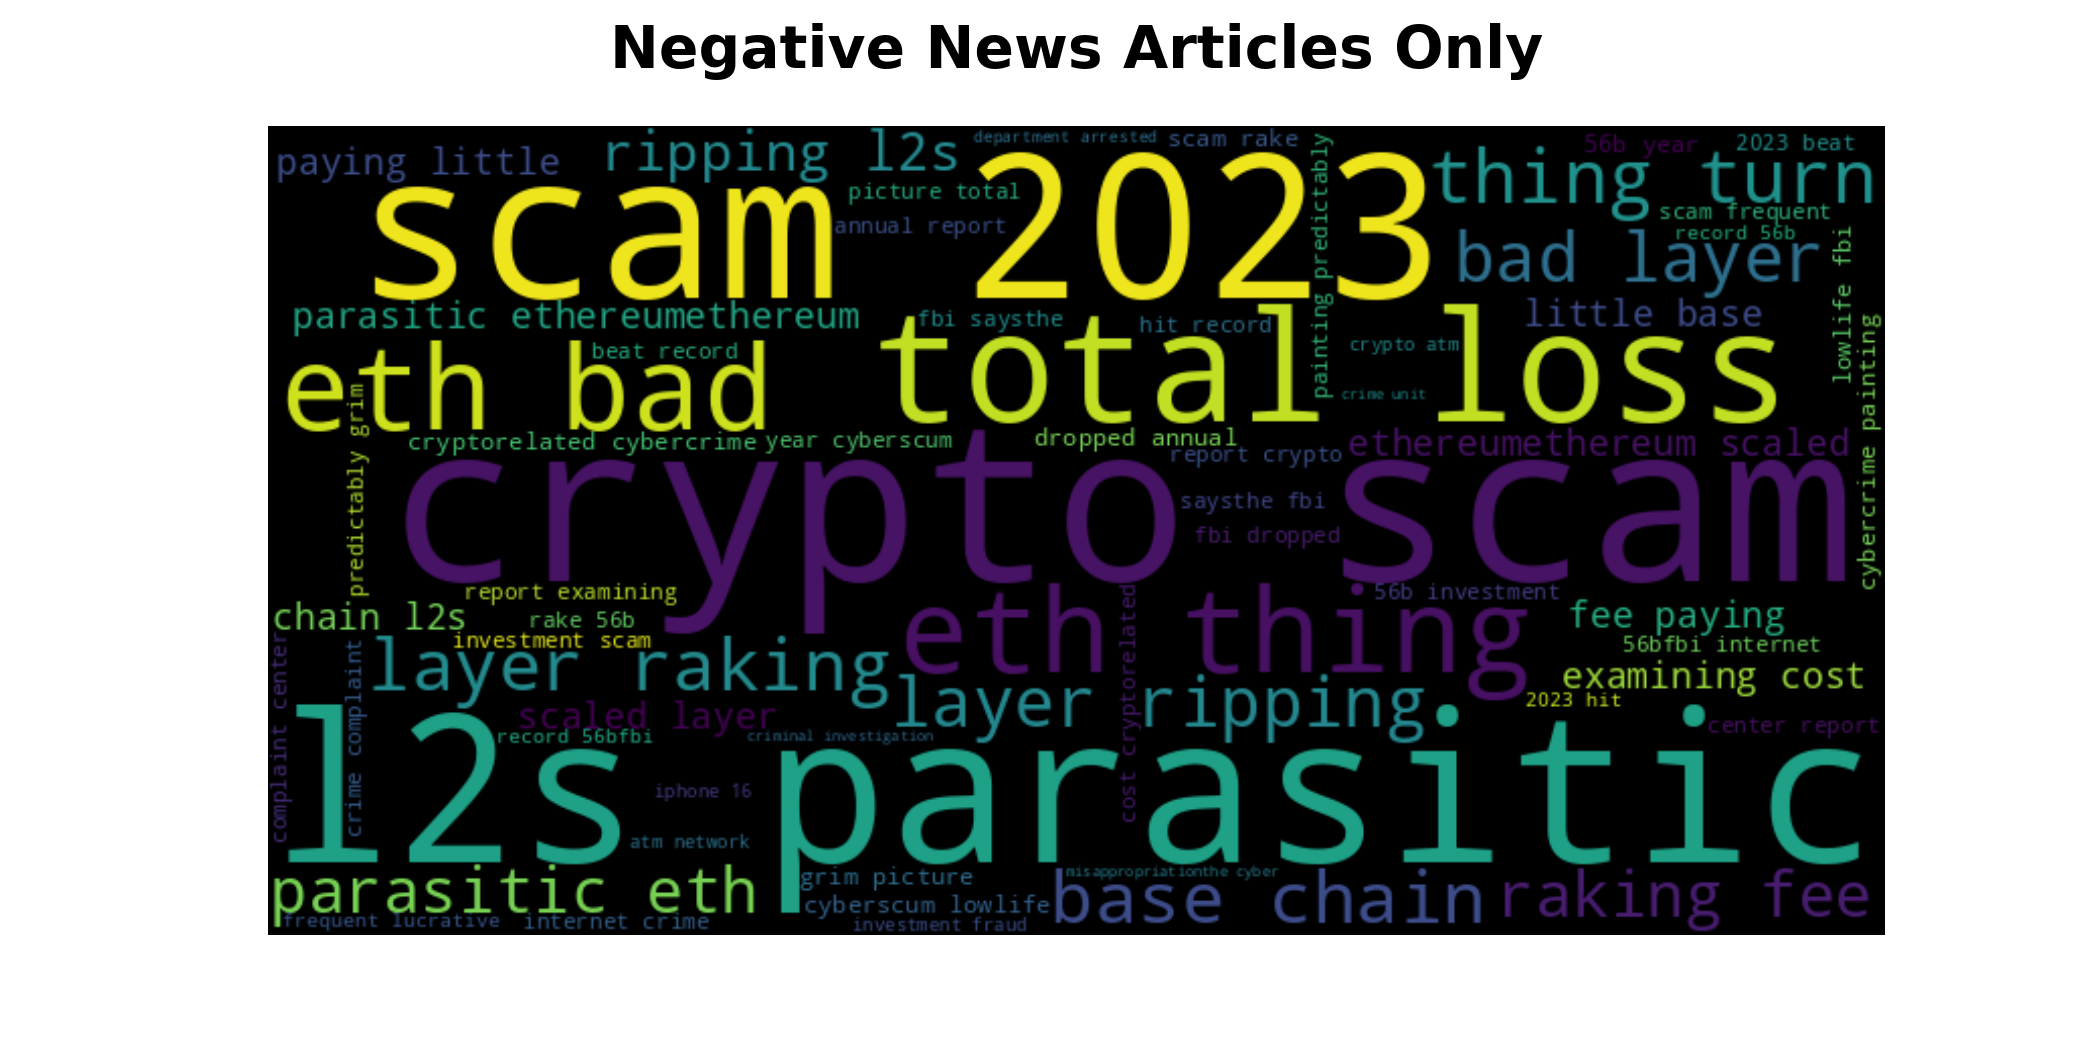 Negative News Articles Only
department arrested
scam rake
56b year
2023 beat
paying little
ripping l2s
picture total
annual report
scam 2023
painting predictably
thing turn
scam frequent
record 56b
bad layer
lowlife fbi
parasitic ethereumethereum
fbi saysthe
hit record
little base
beat record
crypto atm
eth bad
total loss
crime unit
cybercrime painting
predictably grim
cryptorelated cybercrime
year cyberscum
dropped annual
report crypto
ethereumethereum scaled
crypto scam
saysthe fbi
fbi dropped
report examining
56b investment
chain l2s
rake 56b
eth thing
fee paying
investment scam
56bfbi internet
complaint center
crime complaint
layer raking
cost cryptorelated
examining cost
layer ripping
2023 hit
scaled layer
center report
record 56bfbi
criminal investigation
l2s parasitic
iphone 16
atm network
parasitic eth
grim picture
misappropriationthe cyber
cyberscum lowlife
base chain
raking fee
frequent lucrative
internet crime
investment fraud